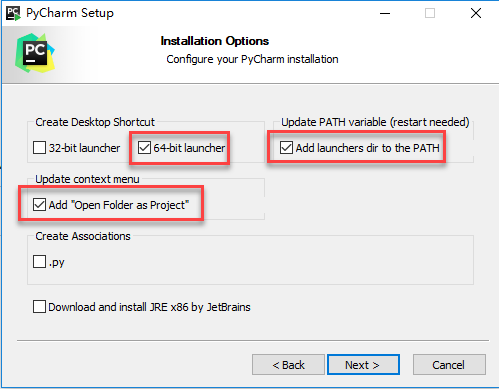 PyCharm Setup
PC
Installation Options
Configure your PyCharm installation
Create Desktop Shortcut
Update PATH variable (restart needed)
32-bit launcher
64-bit launcher
Add launchers dir to the PATH
Update context menu
Add "Open Folder as Project"
Create Associations
.py
Download and install JRE x86 by JetBrains
< Back
Next >
Cancel